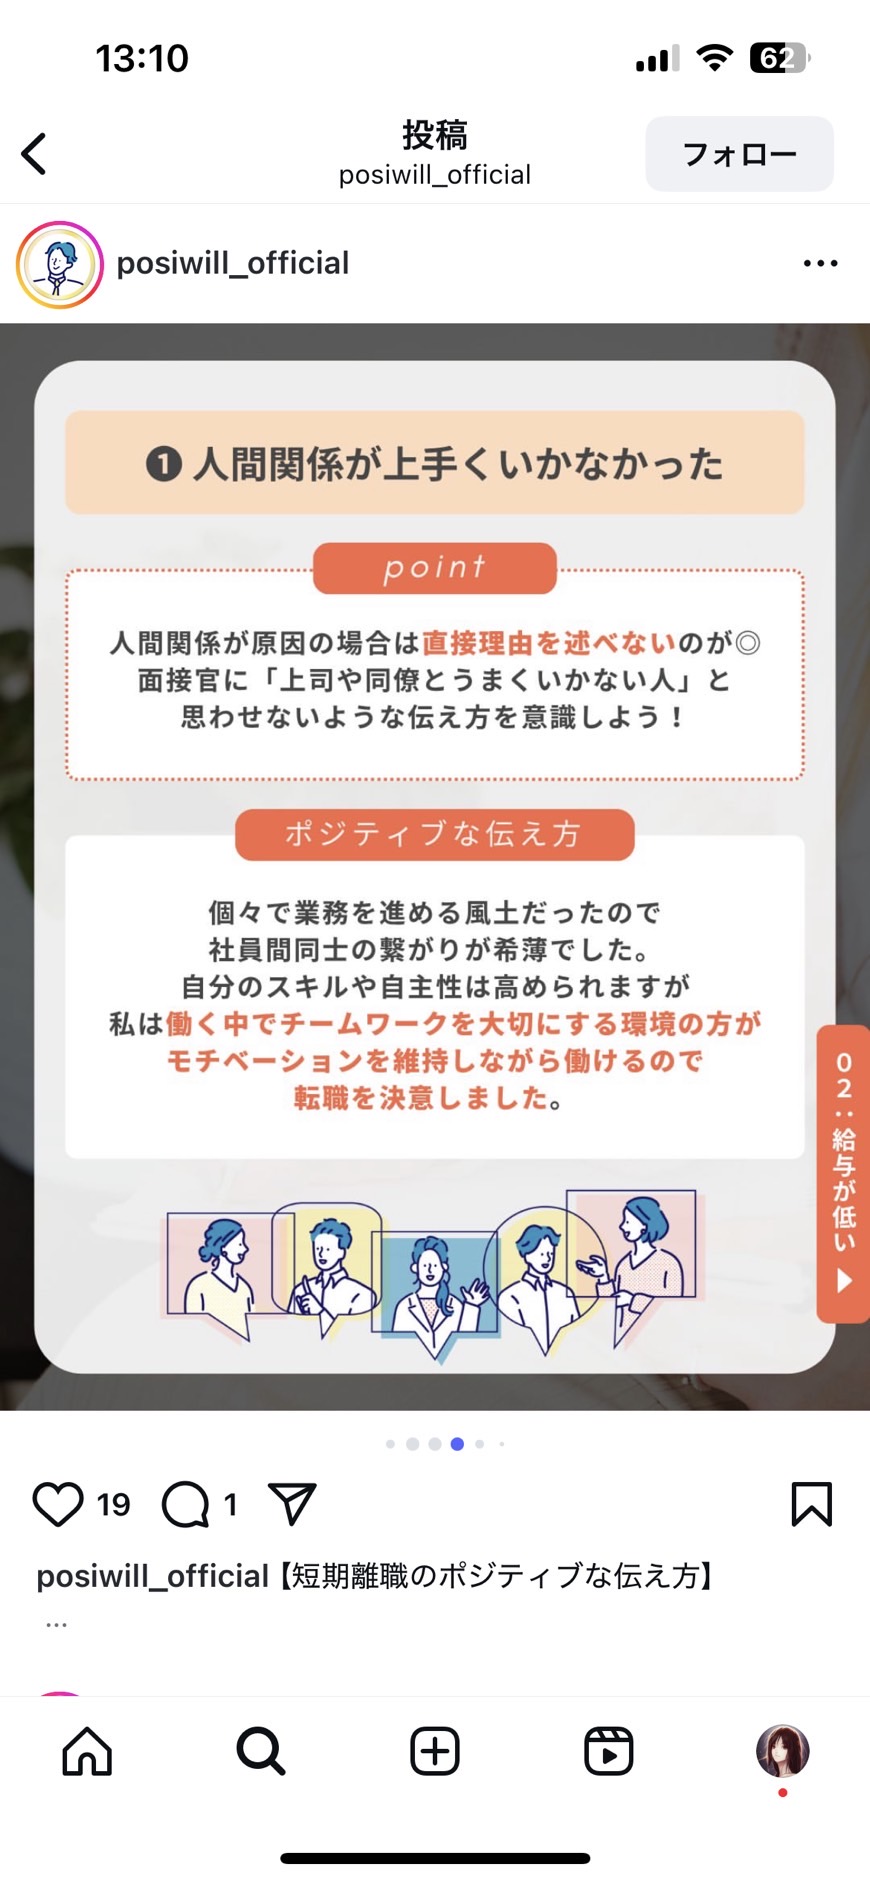 13:10
62
投稿
posiwill_official
フォロー
posiwill_official
❶ 人間関係が上手くいかなかった
point
人間関係が原因の場合は直接理由を述べないのが◎
面接官に「上司や同僚とうまくいかない人」と
思わせないような伝え方を意識しよう！
ポジティブな伝え方
個々で業務を進める風土だったので
社員間同士の繋がりが希薄でした。
自分のスキルや自主性は高められますが
私は働く中でチームワークを大切にする環境の方が
モチベーションを維持しながら働けるので
転職を決意しました。
02：給与が低い
19
1
posiwill_official【短期離職のポジティブな伝え方】
...